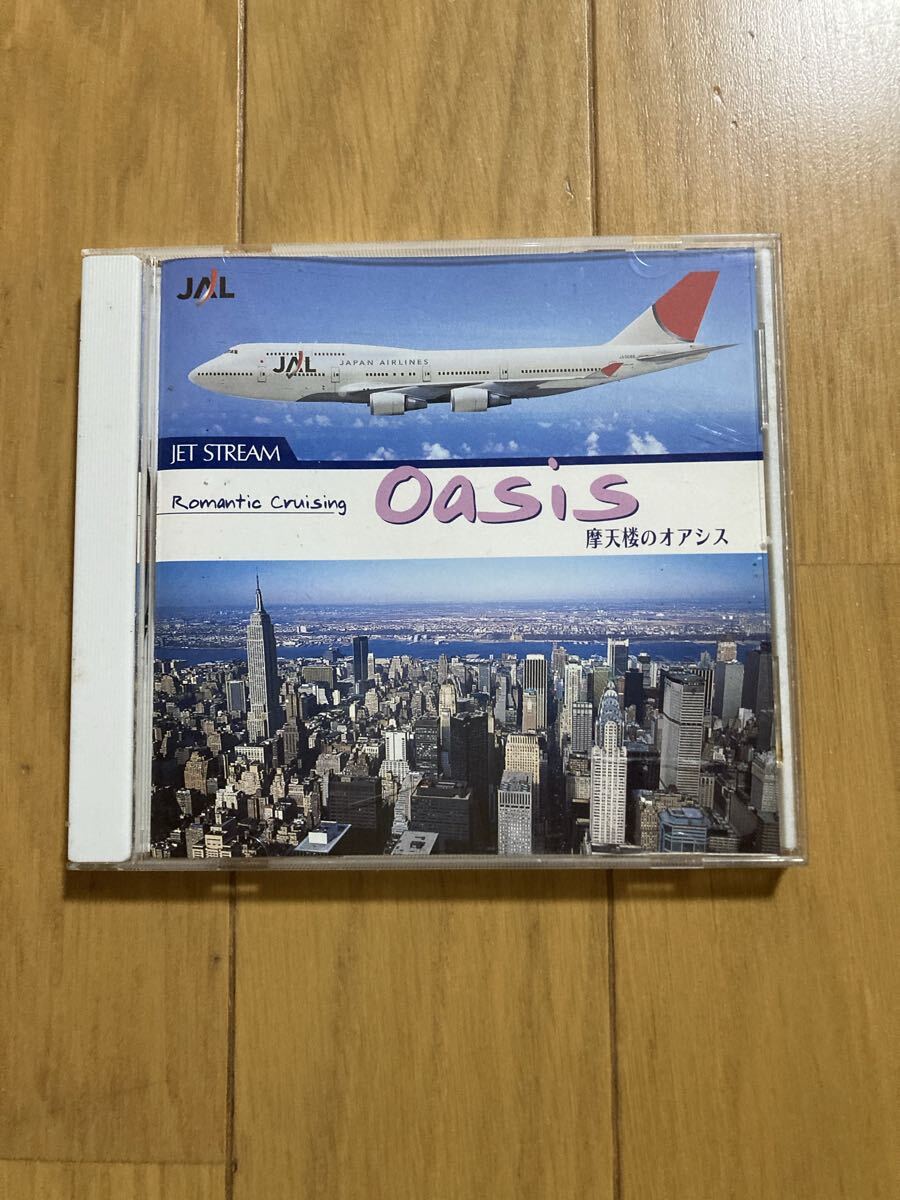 JAL
JAL
JAPAN AIRLINES
JET STREAM
Romantic Cruising
Oasis
摩天楼のオアシス